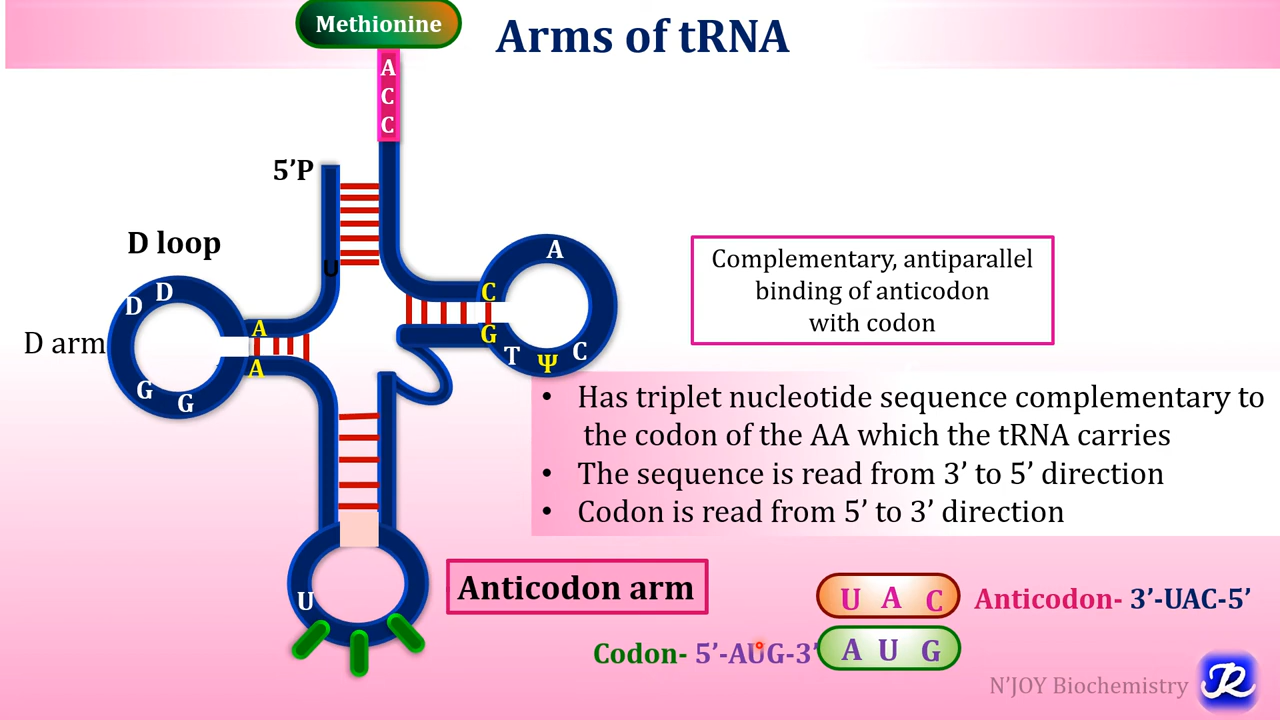 Methionine
Arms of tRNA
A
C
C
5’P
D loop
U
D D
D arm
A
A
G G
A
C
G
T Ψ C
Complementary, antiparallel
binding of anticodon
with codon
• Has triplet nucleotide sequence complementary to
the codon of the AA which the tRNA carries
• The sequence is read from 3’ to 5’ direction
• Codon is read from 5’ to 3’ direction
U
Anticodon arm
U A C
Anticodon- 3’-UAC-5’
Codon- 5’-AUG-3’
A U G
N’JOY Biochemistry